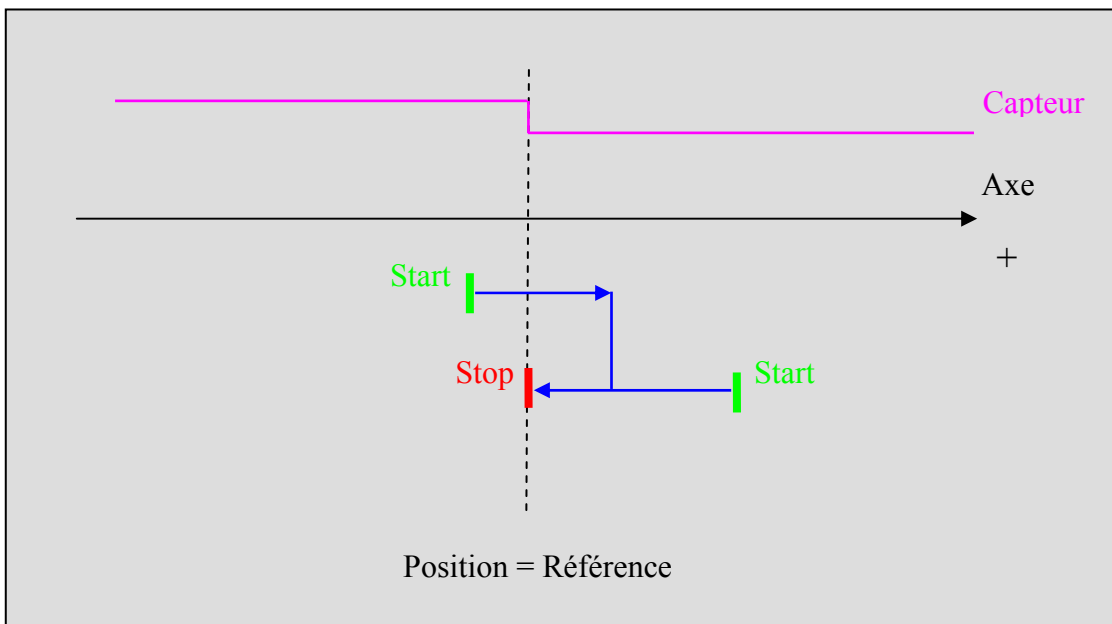 Capteur
Axe
+
Start
Stop
Start
Position = Référence